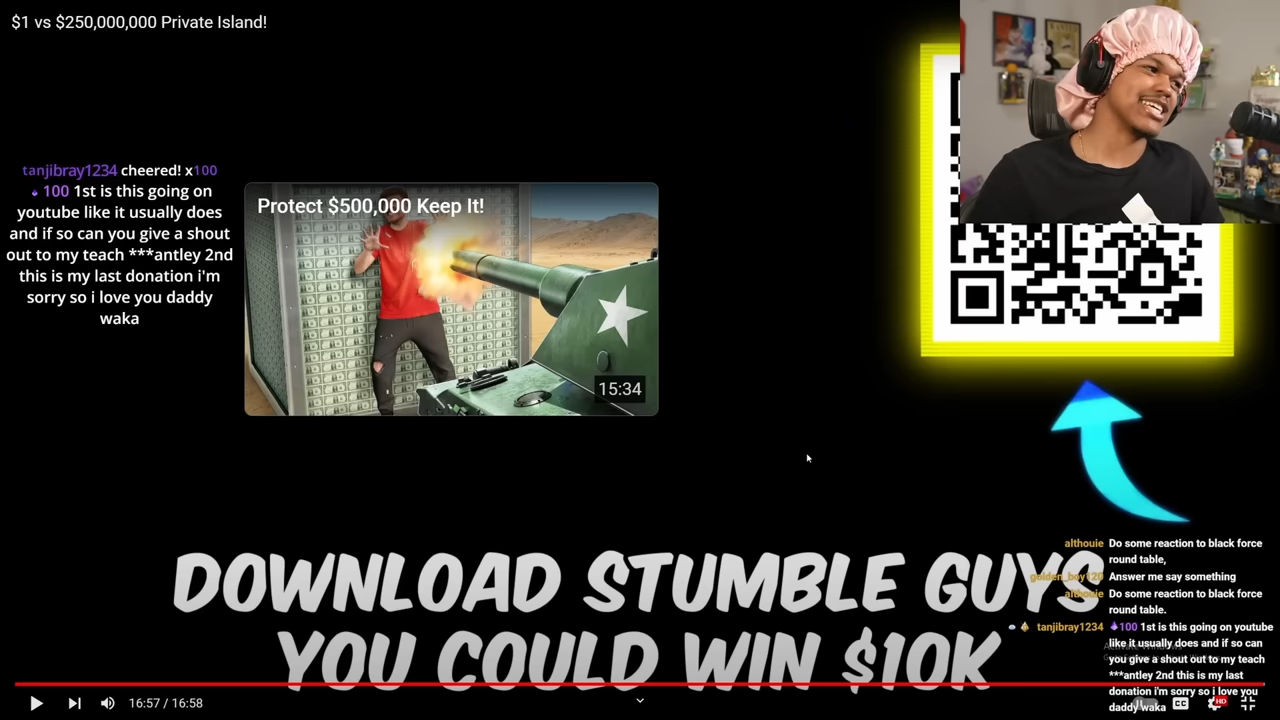 $1 vs $250,000,000 Private Island!
tanjibray1234 cheered! x100
100 1st is this going on
youtube like it usually does
and if so can you give a shout
out to my teach ***antley 2nd
this is my last donation i'm
sorry so i love you daddy
waka
Protect $500,000 Keep It!
15:34
DOWNLOAD STUMBLE GUYS
YOU COULD WIN $10K
althouie Do some reaction to black force
round table,
golden_boy120 Answer me say something
althouie Do some reaction to black force
round table.
tanjibray1234 100 1st is this going on youtube
like it usually does and if so can
you give a shout out to my teach
***antley 2nd this is my last
donation i'm sorry so i love you
daddy waka
16:57 / 16:58
CC
HD